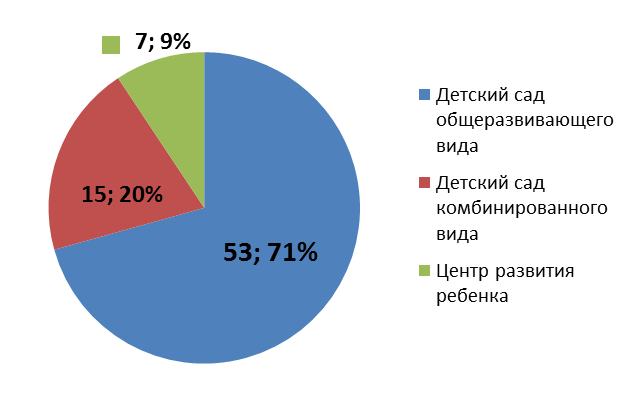 7; 9%
15; 20%
53; 71%
Детский сад
общеразвивающего
вида
Детский сад
комбинированного
вида
Центр развития
ребенка